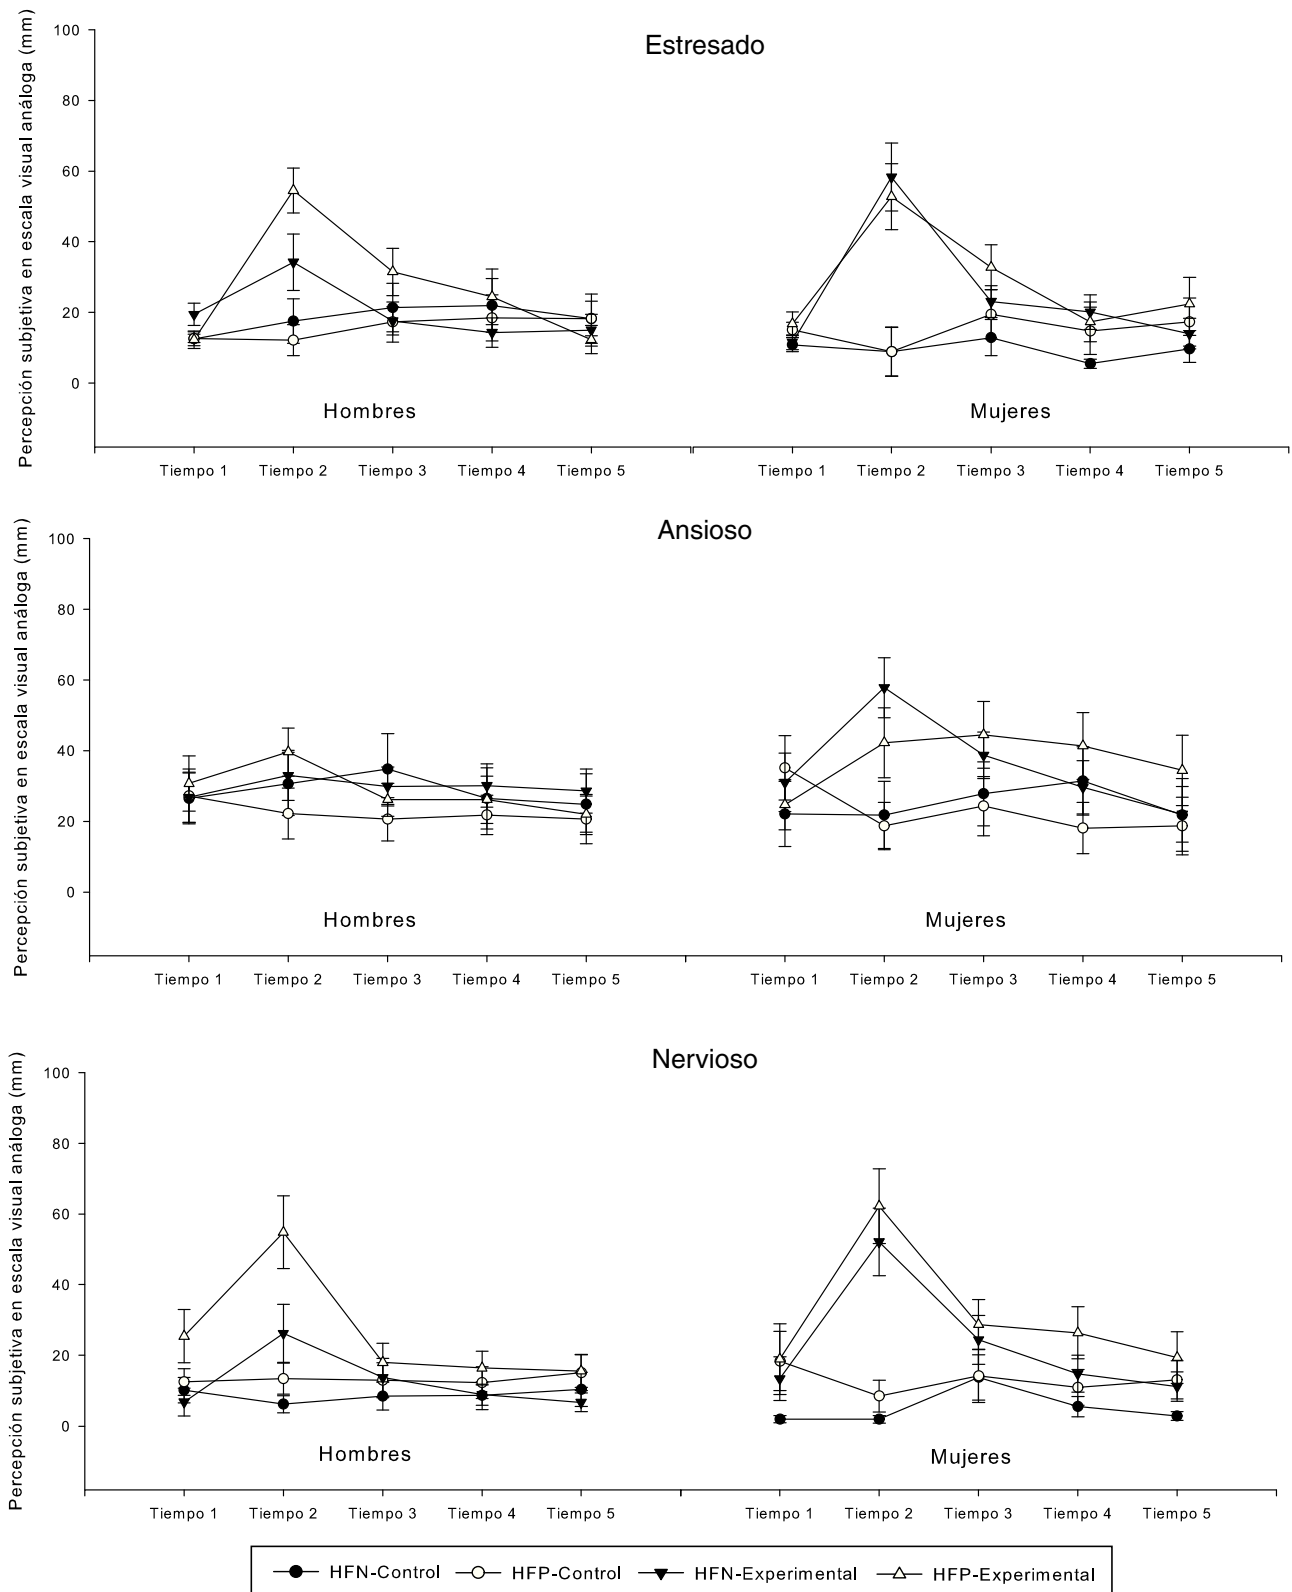 Estresado
Percepción subjetiva en escala visual análoga (mm)
100
80
60
40
20
0
Hombres
Mujeres
Tiempo 1 Tiempo 2 Tiempo 3 Tiempo 4 Tiempo 5 Tiempo 1 Tiempo 2 Tiempo 3 Tiempo 4 Tiempo 5
Ansioso
Percepción subjetiva en escala visual análoga (mm)
100
80
60
40
20
0
Hombres
Mujeres
Tiempo 1 Tiempo 2 Tiempo 3 Tiempo 4 Tiempo 5 Tiempo 1 Tiempo 2 Tiempo 3 Tiempo 4 Tiempo 5
Nervioso
Percepción subjetiva en escala visual análoga (mm)
100
80
60
40
20
0
Hombres
Mujeres
Tiempo 1 Tiempo 2 Tiempo 3 Tiempo 4 Tiempo 5 Tiempo 1 Tiempo 2 Tiempo 3 Tiempo 4 Tiempo 5
HFN-Control HFP-Control HFN-Experimental HFP-Experimental